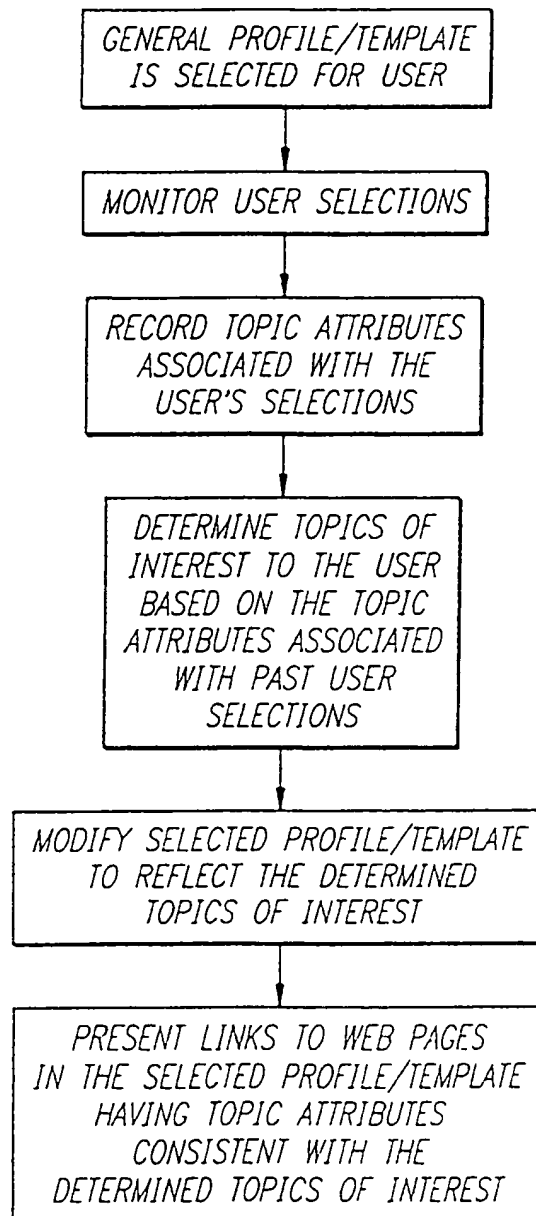 GENERAL PROFILE/TEMPLATE
IS SELECTED FOR USER
MONITOR USER SELECTIONS
RECORD TOPIC ATTRIBUTES
ASSOCIATED WITH THE
USER'S SELECTIONS
DETERMINE TOPICS OF
INTEREST TO THE USER
BASED ON THE TOPIC
ATTRIBUTES ASSOCIATED
WITH PAST USER
SELECTIONS
MODIFY SELECTED PROFILE/TEMPLATE
TO REFLECT THE DETERMINED
TOPICS OF INTEREST
PRESENT LINKS TO WEB PAGES
IN THE SELECTED PROFILE/TEMPLATE
HAVING TOPIC ATTRIBUTES
CONSISTENT WITH THE
DETERMINED TOPICS OF INTEREST